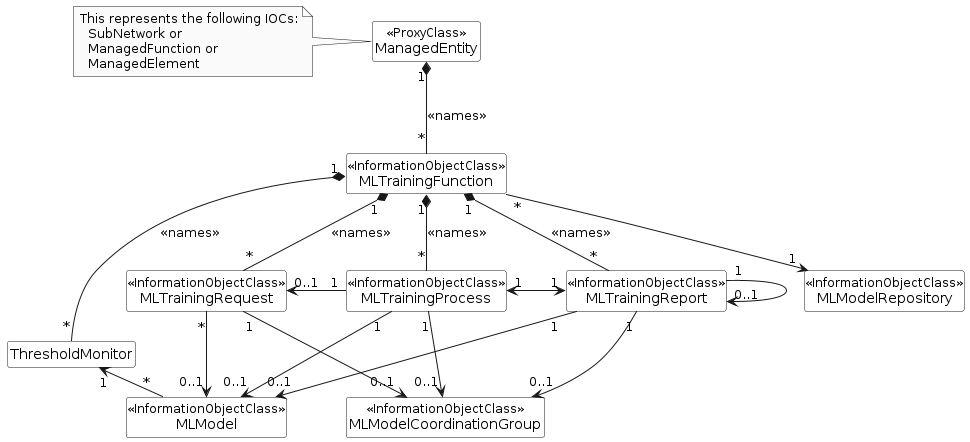 This represents the following IOCs:
SubNetwork or
ManagedFunction or
ManagedElement
«ProxyClass»
ManagedEntity
1
«names»
*
«InformationObjectClass»
MLTrainingFunction
1
1
1
1
*
«names»
«names»
«names»
«names»
*
*
*
1
«InformationObjectClass»
MLTrainingRequest
0..1
1
«InformationObjectClass»
MLTrainingProcess
1
1
«InformationObjectClass»
MLTrainingReport
1
0..1
«InformationObjectClass»
MLModelRepository
*
*
1
1
1
1
1
ThresholdMonitor
1
*
0..1
0..1
0..1
0..1
0..1
0..1
«InformationObjectClass»
MLModel
«InformationObjectClass»
MLModelCoordinationGroup